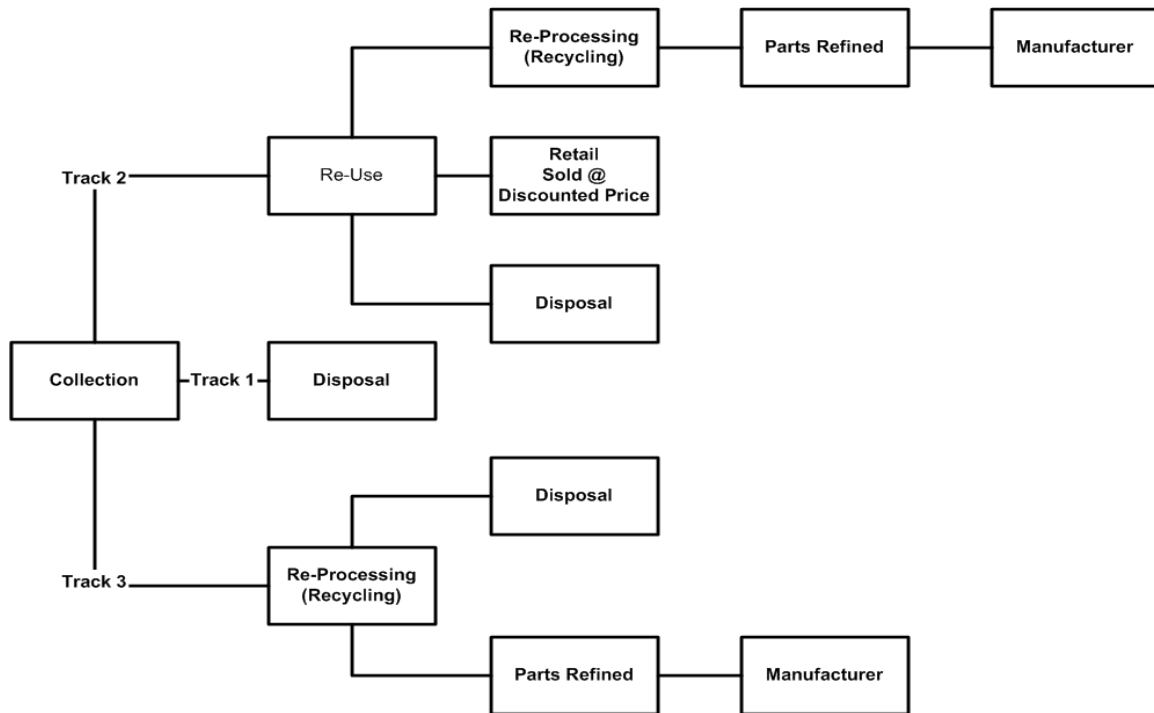 Re-Processing
(Recycling)
Parts Refined
Manufacturer
Retail
Sold @
Discounted Price
Re-Use
Track 2
Disposal
Collection
Track 1
Disposal
Disposal
Re-Processing
(Recycling)
Track 3
Parts Refined
Manufacturer